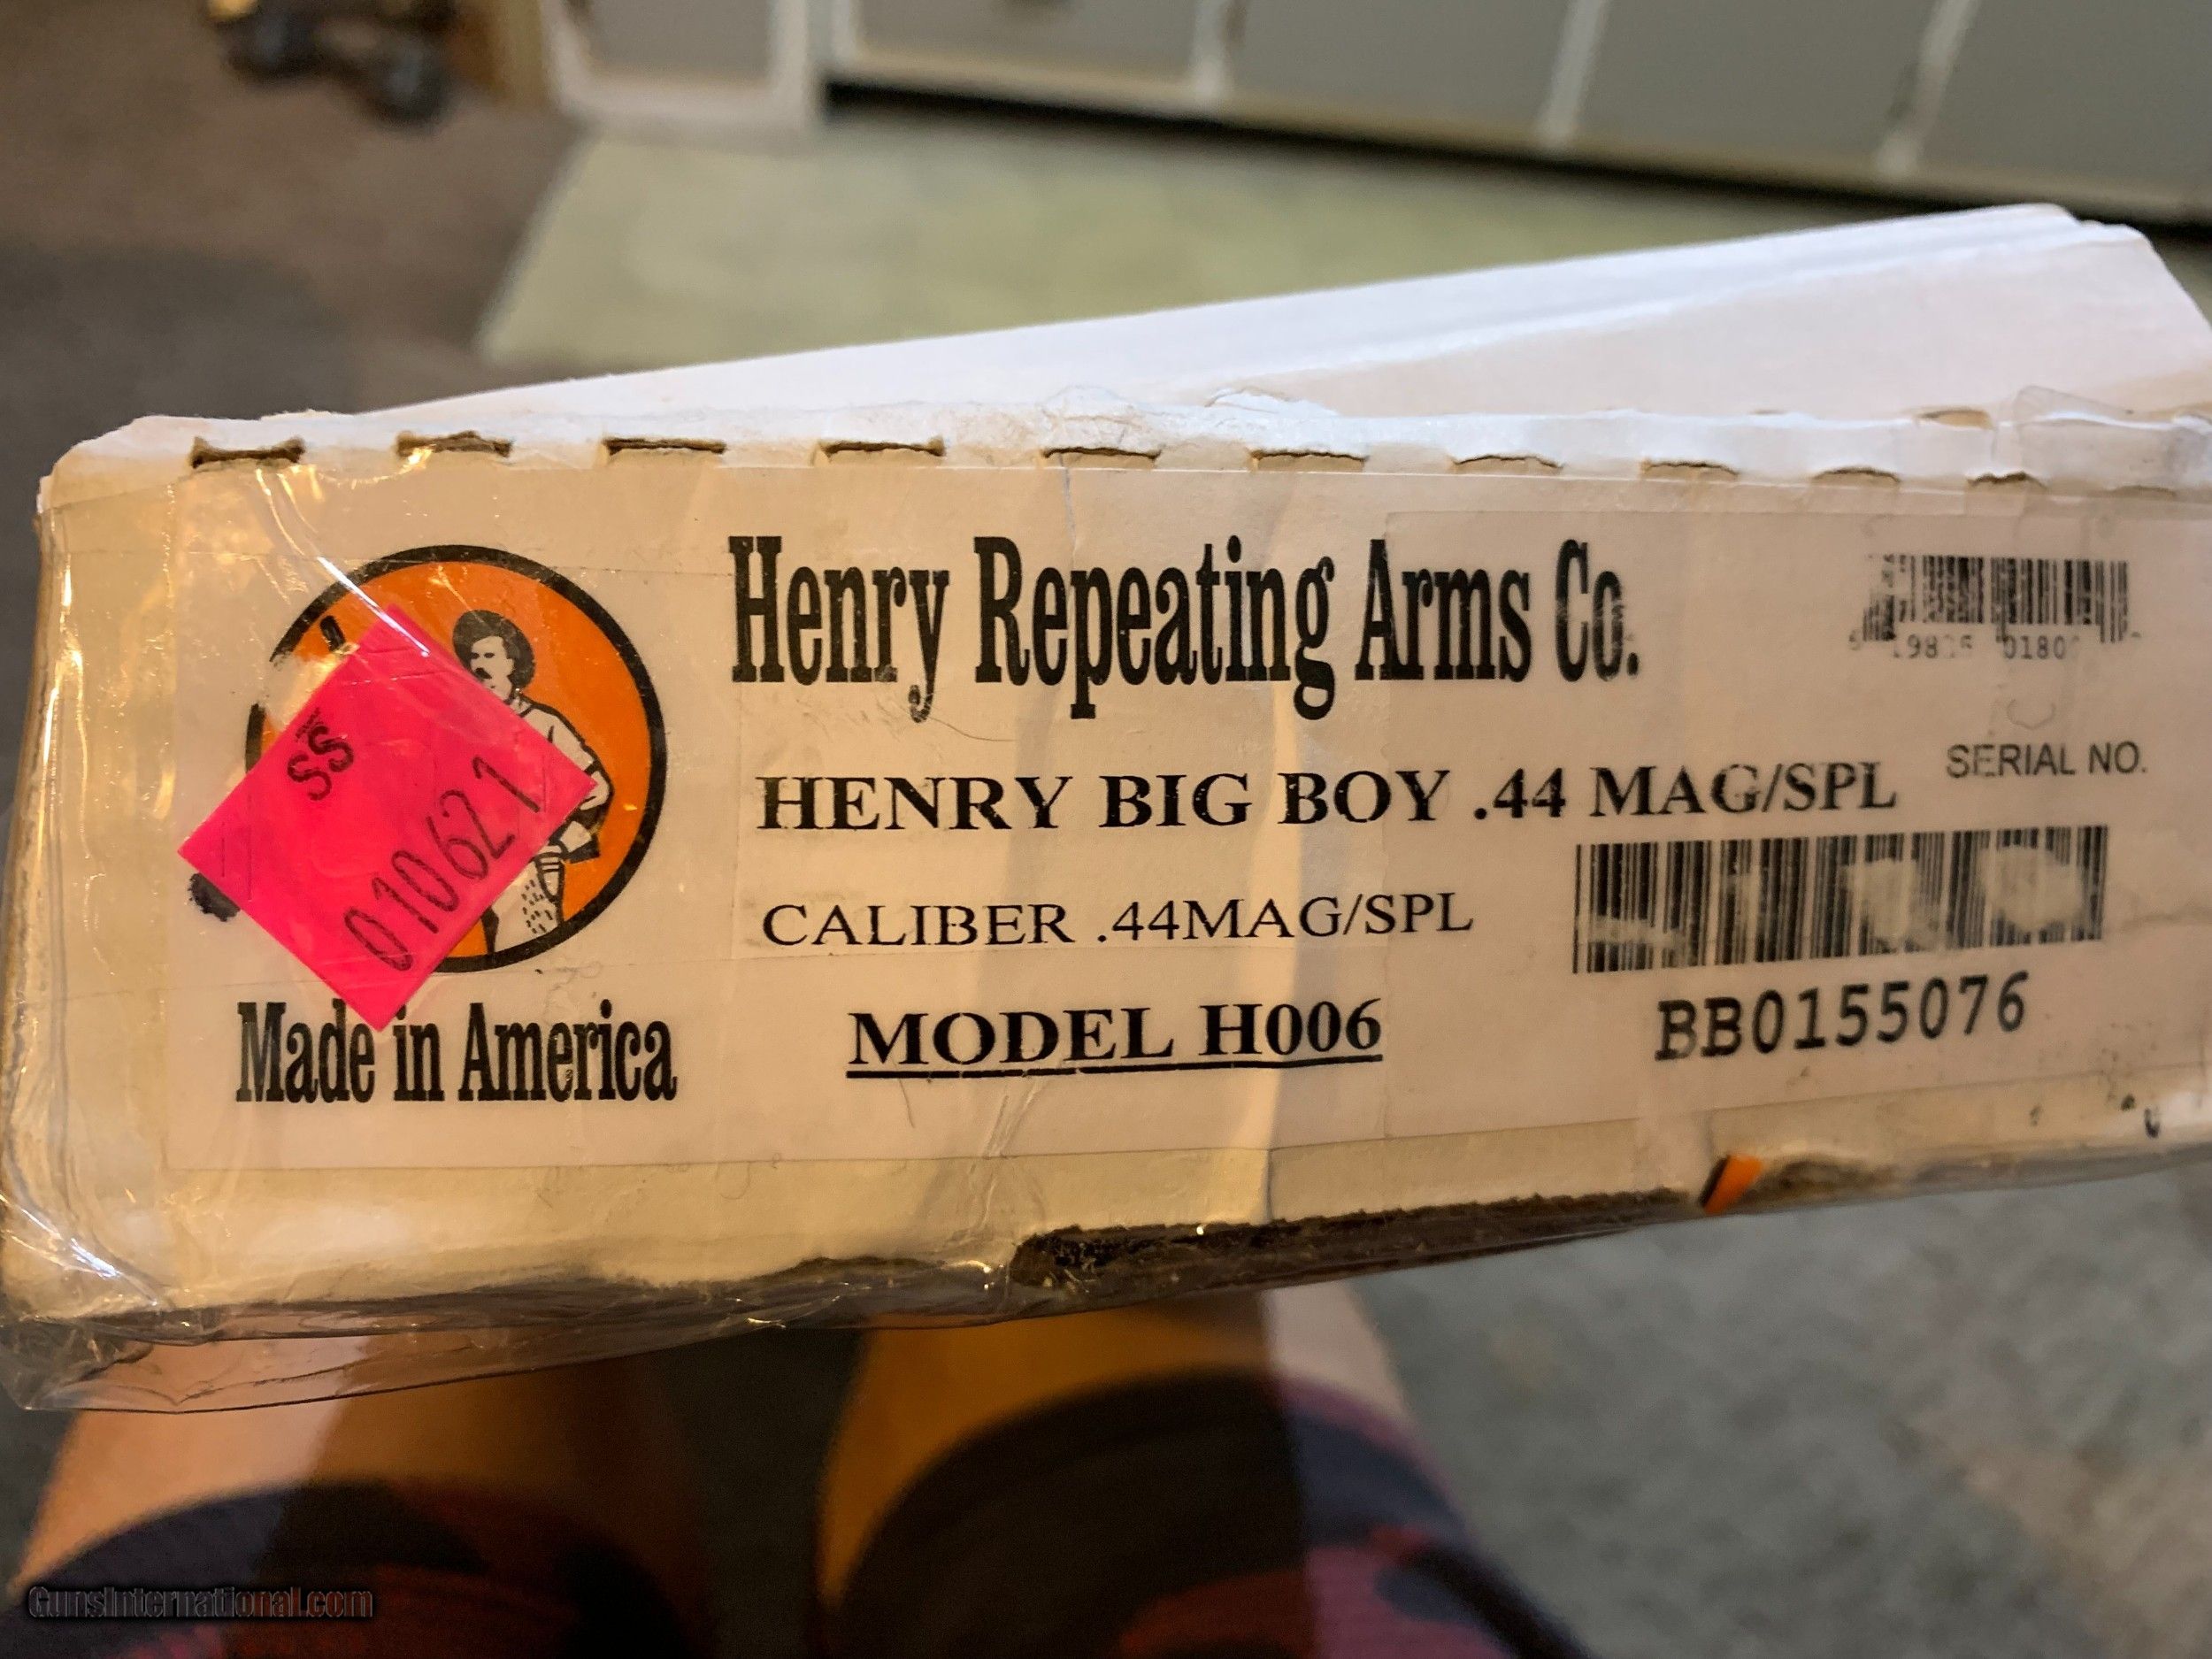 Henry Repeating Arms Co.
01800
SERIAL NO.
HENRY BIG BOY .44 MAG/SPL
SS
010621
CALIBER .44MAG/SPL
Made in America
MODEL H006
BB0155076
GunsInternational.com